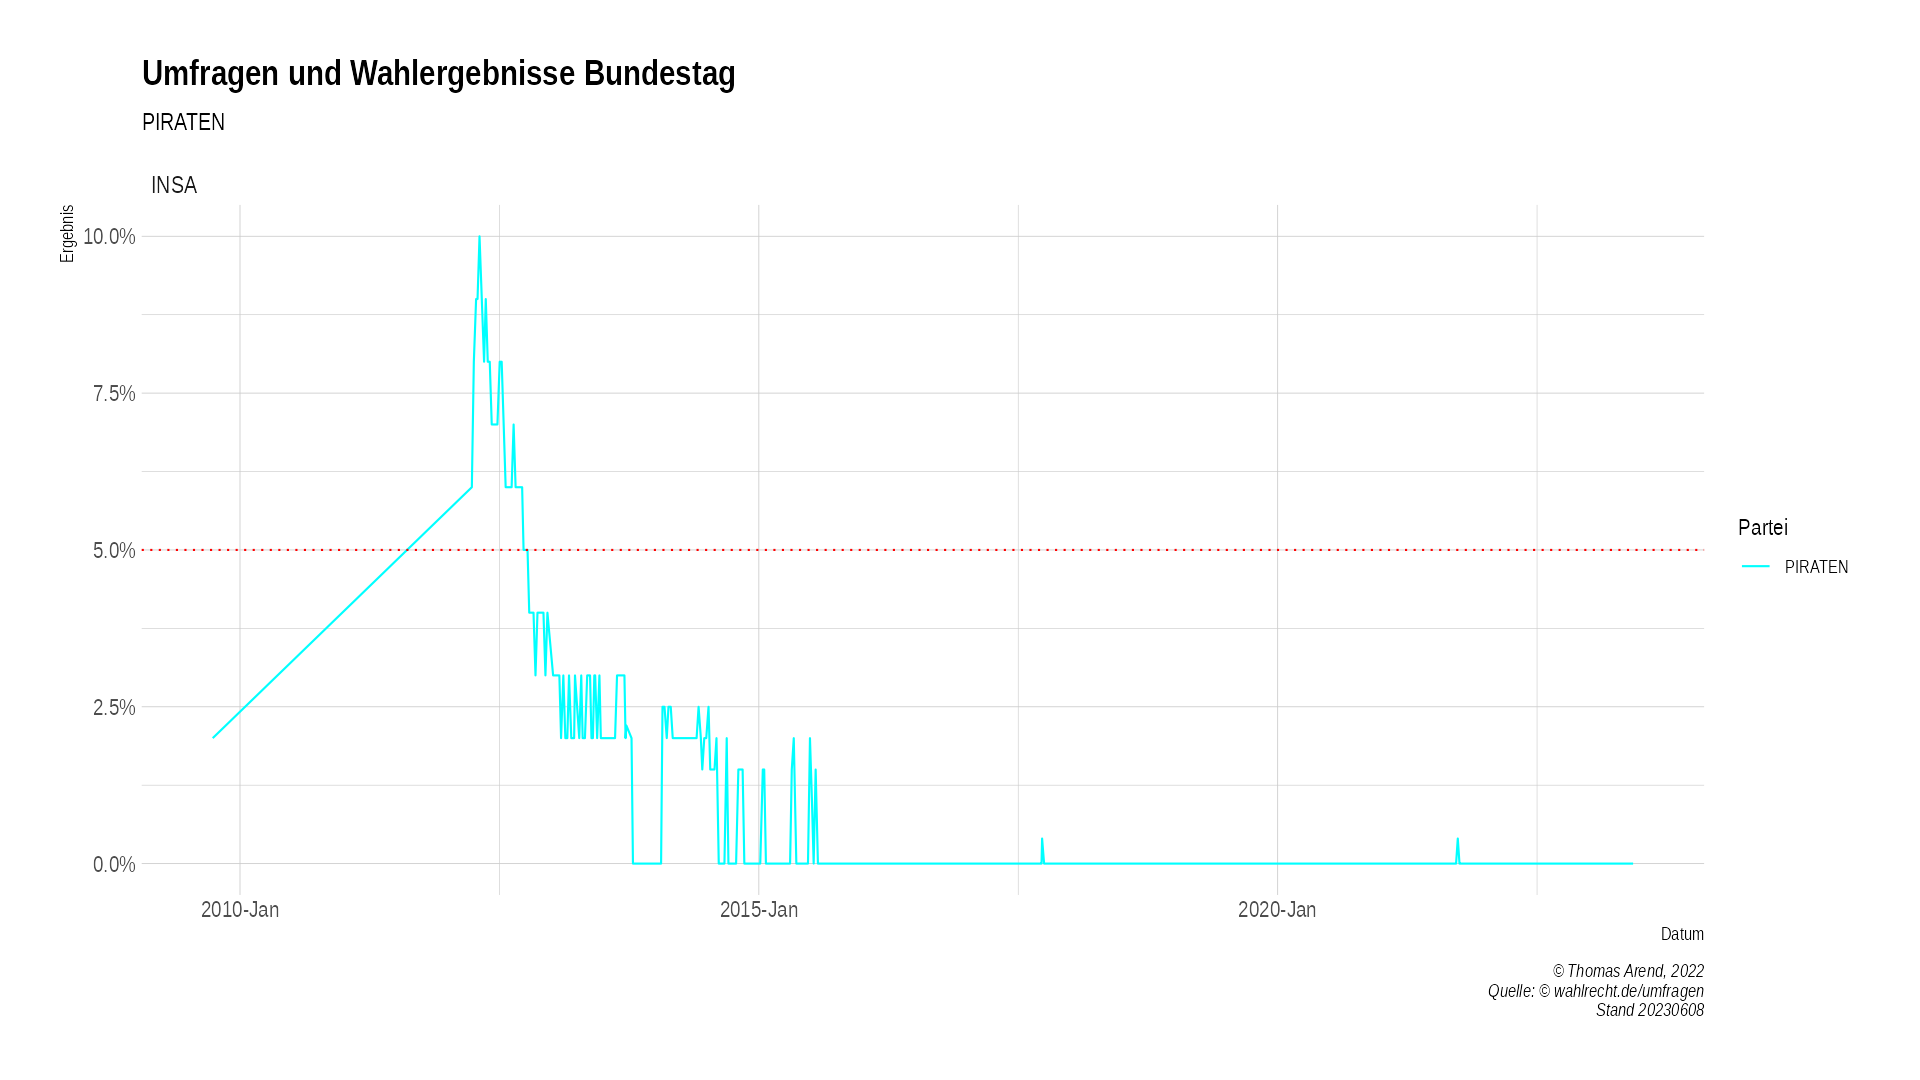 Umfragen und Wahlergebnisse Bundestag
PIRATEN
INSA
Ergebnis
10.0%
7.5%
5.0%
2.5%
0.0%
2010-Jan
2015-Jan
2020-Jan
Datum
Partei
PIRATEN
© Thomas Arend, 2022
Quelle: © wahlrecht.de/umfragen
Stand 20230608